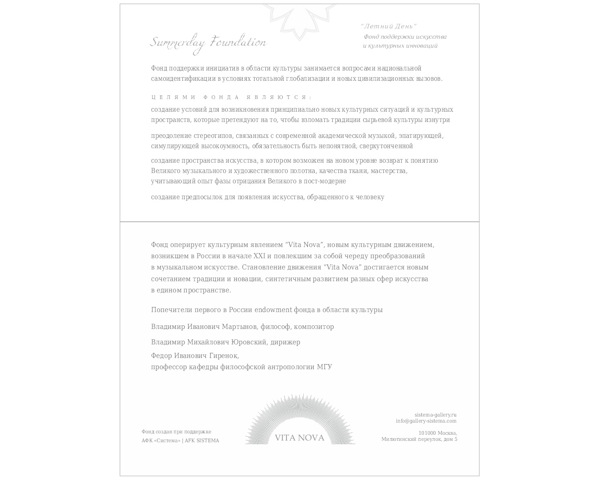 Summerday Foundation
"Летний День"
Фонд поддержки искусства
и культурных инноваций
Фонд поддержки инициатив в области культуры занимается вопросами национальной
самоидентификации в условиях тотальной глобализации и новых цивилизационных вызовов.
ЦЕЛЯМИ ФОНДА ЯВЛЯЮТСЯ:
создание условий для возникновения принципиально новых культурных ситуаций и культурных
пространств, которые претендуют на то, чтобы взломать традиции сырьевой культуры изнутри
преодоление стереотипов, связанных с современной академической музыкой, эпатирующей,
симулирующей высокоумность, обязательность быть непонятной, сверхутонченной
создание пространства искусства, в котором возможен на новом уровне возврат к понятию
Великого музыкального и художественного полотна, качества ткани, мастерства,
учитывающий опыт фазы отрицания Великого в пост-модерне
создание предпосылок для появления искусства, обращенного к человеку
Фонд оперирует культурным явлением "Vita Nova", новым культурным движением,
возникшем в России в начале XXI и повлекшим за собой череду преобразований
в музыкальном искусстве. Становление движения "Vita Nova" достигается новым
сочетанием традиции и новации, синтетичным развитием разных сфер искусства
в едином пространстве.
Попечители первого в России endowment фонда в области культуры
Владимир Иванович Мартынов, философ, композитор
Владимир Михайлович Юровский, дирижер
Федор Иванович Гиренок,
профессор кафедры философской антропологии МГУ
Фонд создан при поддержке
АФК «Система» | AFK SISTEMA
VITA NOVA
sistema-gallery.ru
info@gallery-sistema.com
101000 Москва,
дом 5